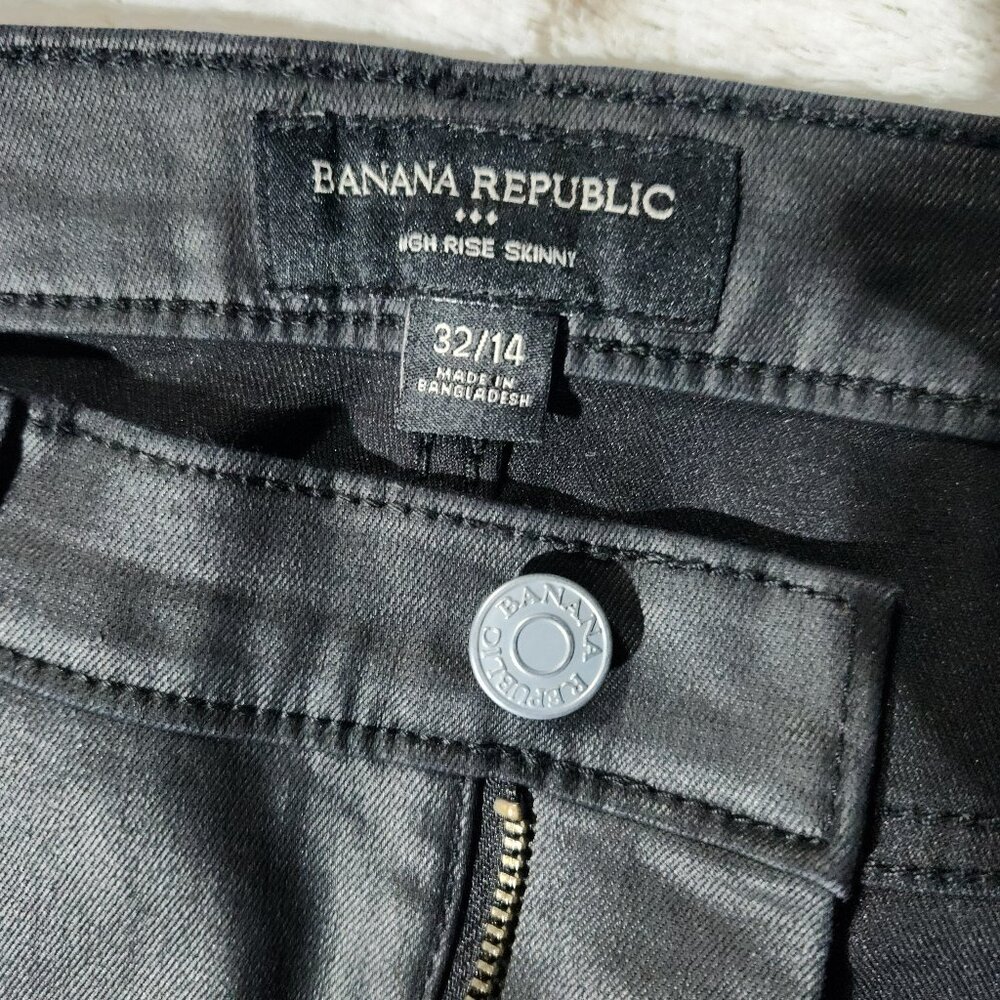 BANANA REPUBLIC
HIGH RISE SKINNY
32/14
MADE IN
BANGLADESH
BANANA REPUBLIC